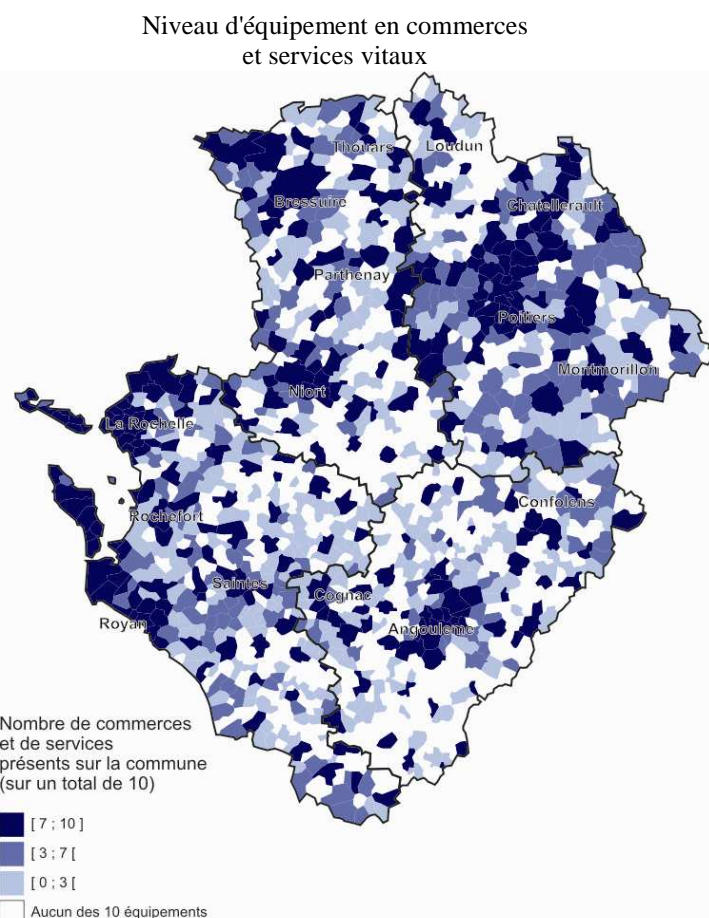 Niveau d'équipement en commerces
et services vitaux
Thouars
Loudun
Bressuire
Chatellerault
Parthenay
Poitiers
Montmorillon
Niort
La Rochelle
Confolens
Rochefort
Saintes
Cognac
Royan
Angouleme
Nombre de commerces
et de services
présents sur la commune
(sur un total de 10)
[ 7 ; 10 ]
[ 3 ; 7 [
[ 0 ; 3 [
Aucun des 10 équipements